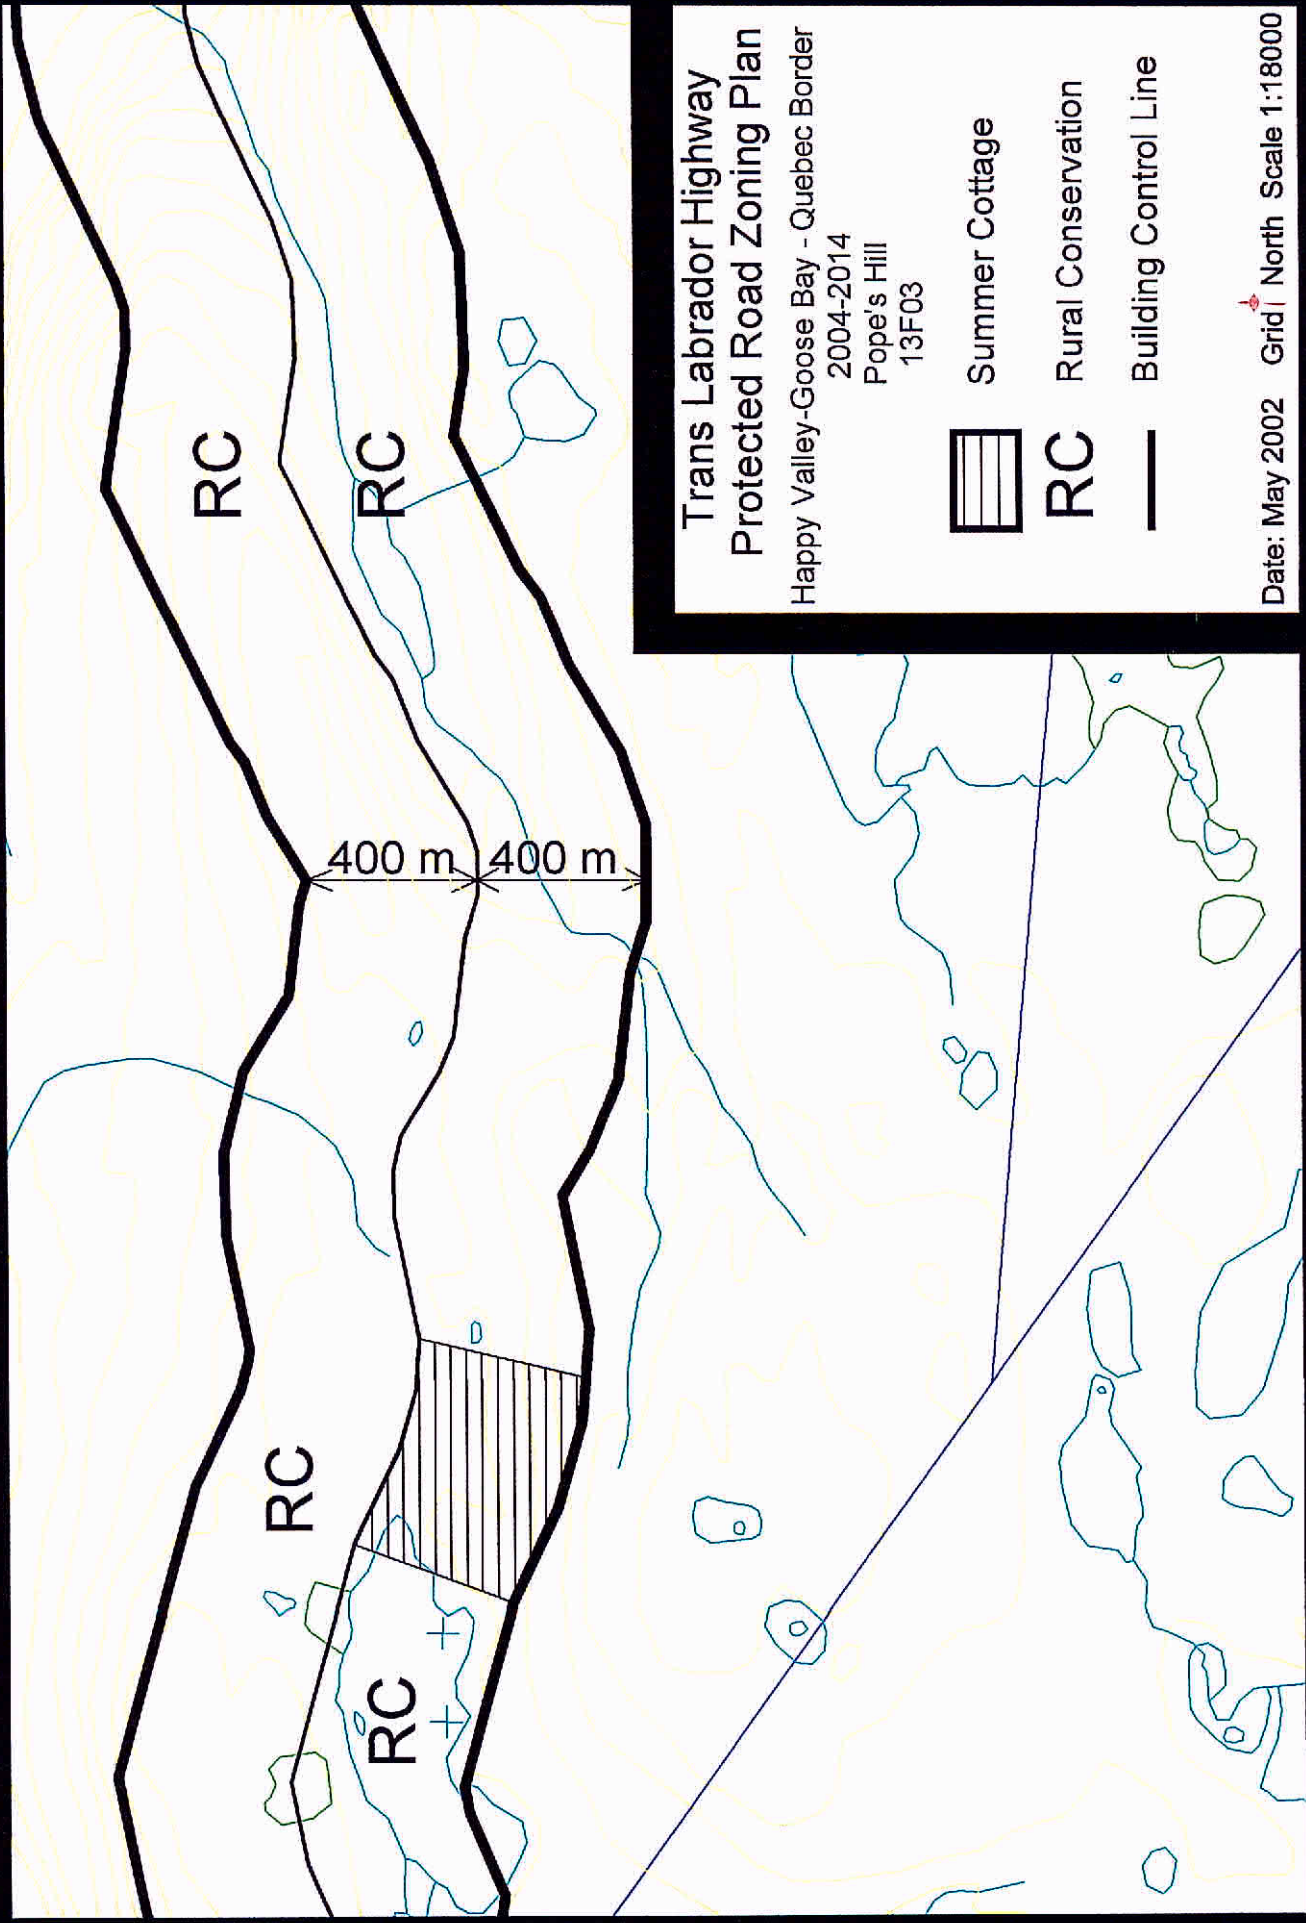 RC
RC
400 m
400 m
RC
RC
Trans Labrador Highway
Protected Road Zoning Plan
Happy Valley-Goose Bay - Quebec Border
2004-2014
Pope's Hill
13F03
Summer Cottage
RC Rural Conservation
Building Control Line
Date: May 2002 Grid North Scale 1:18000